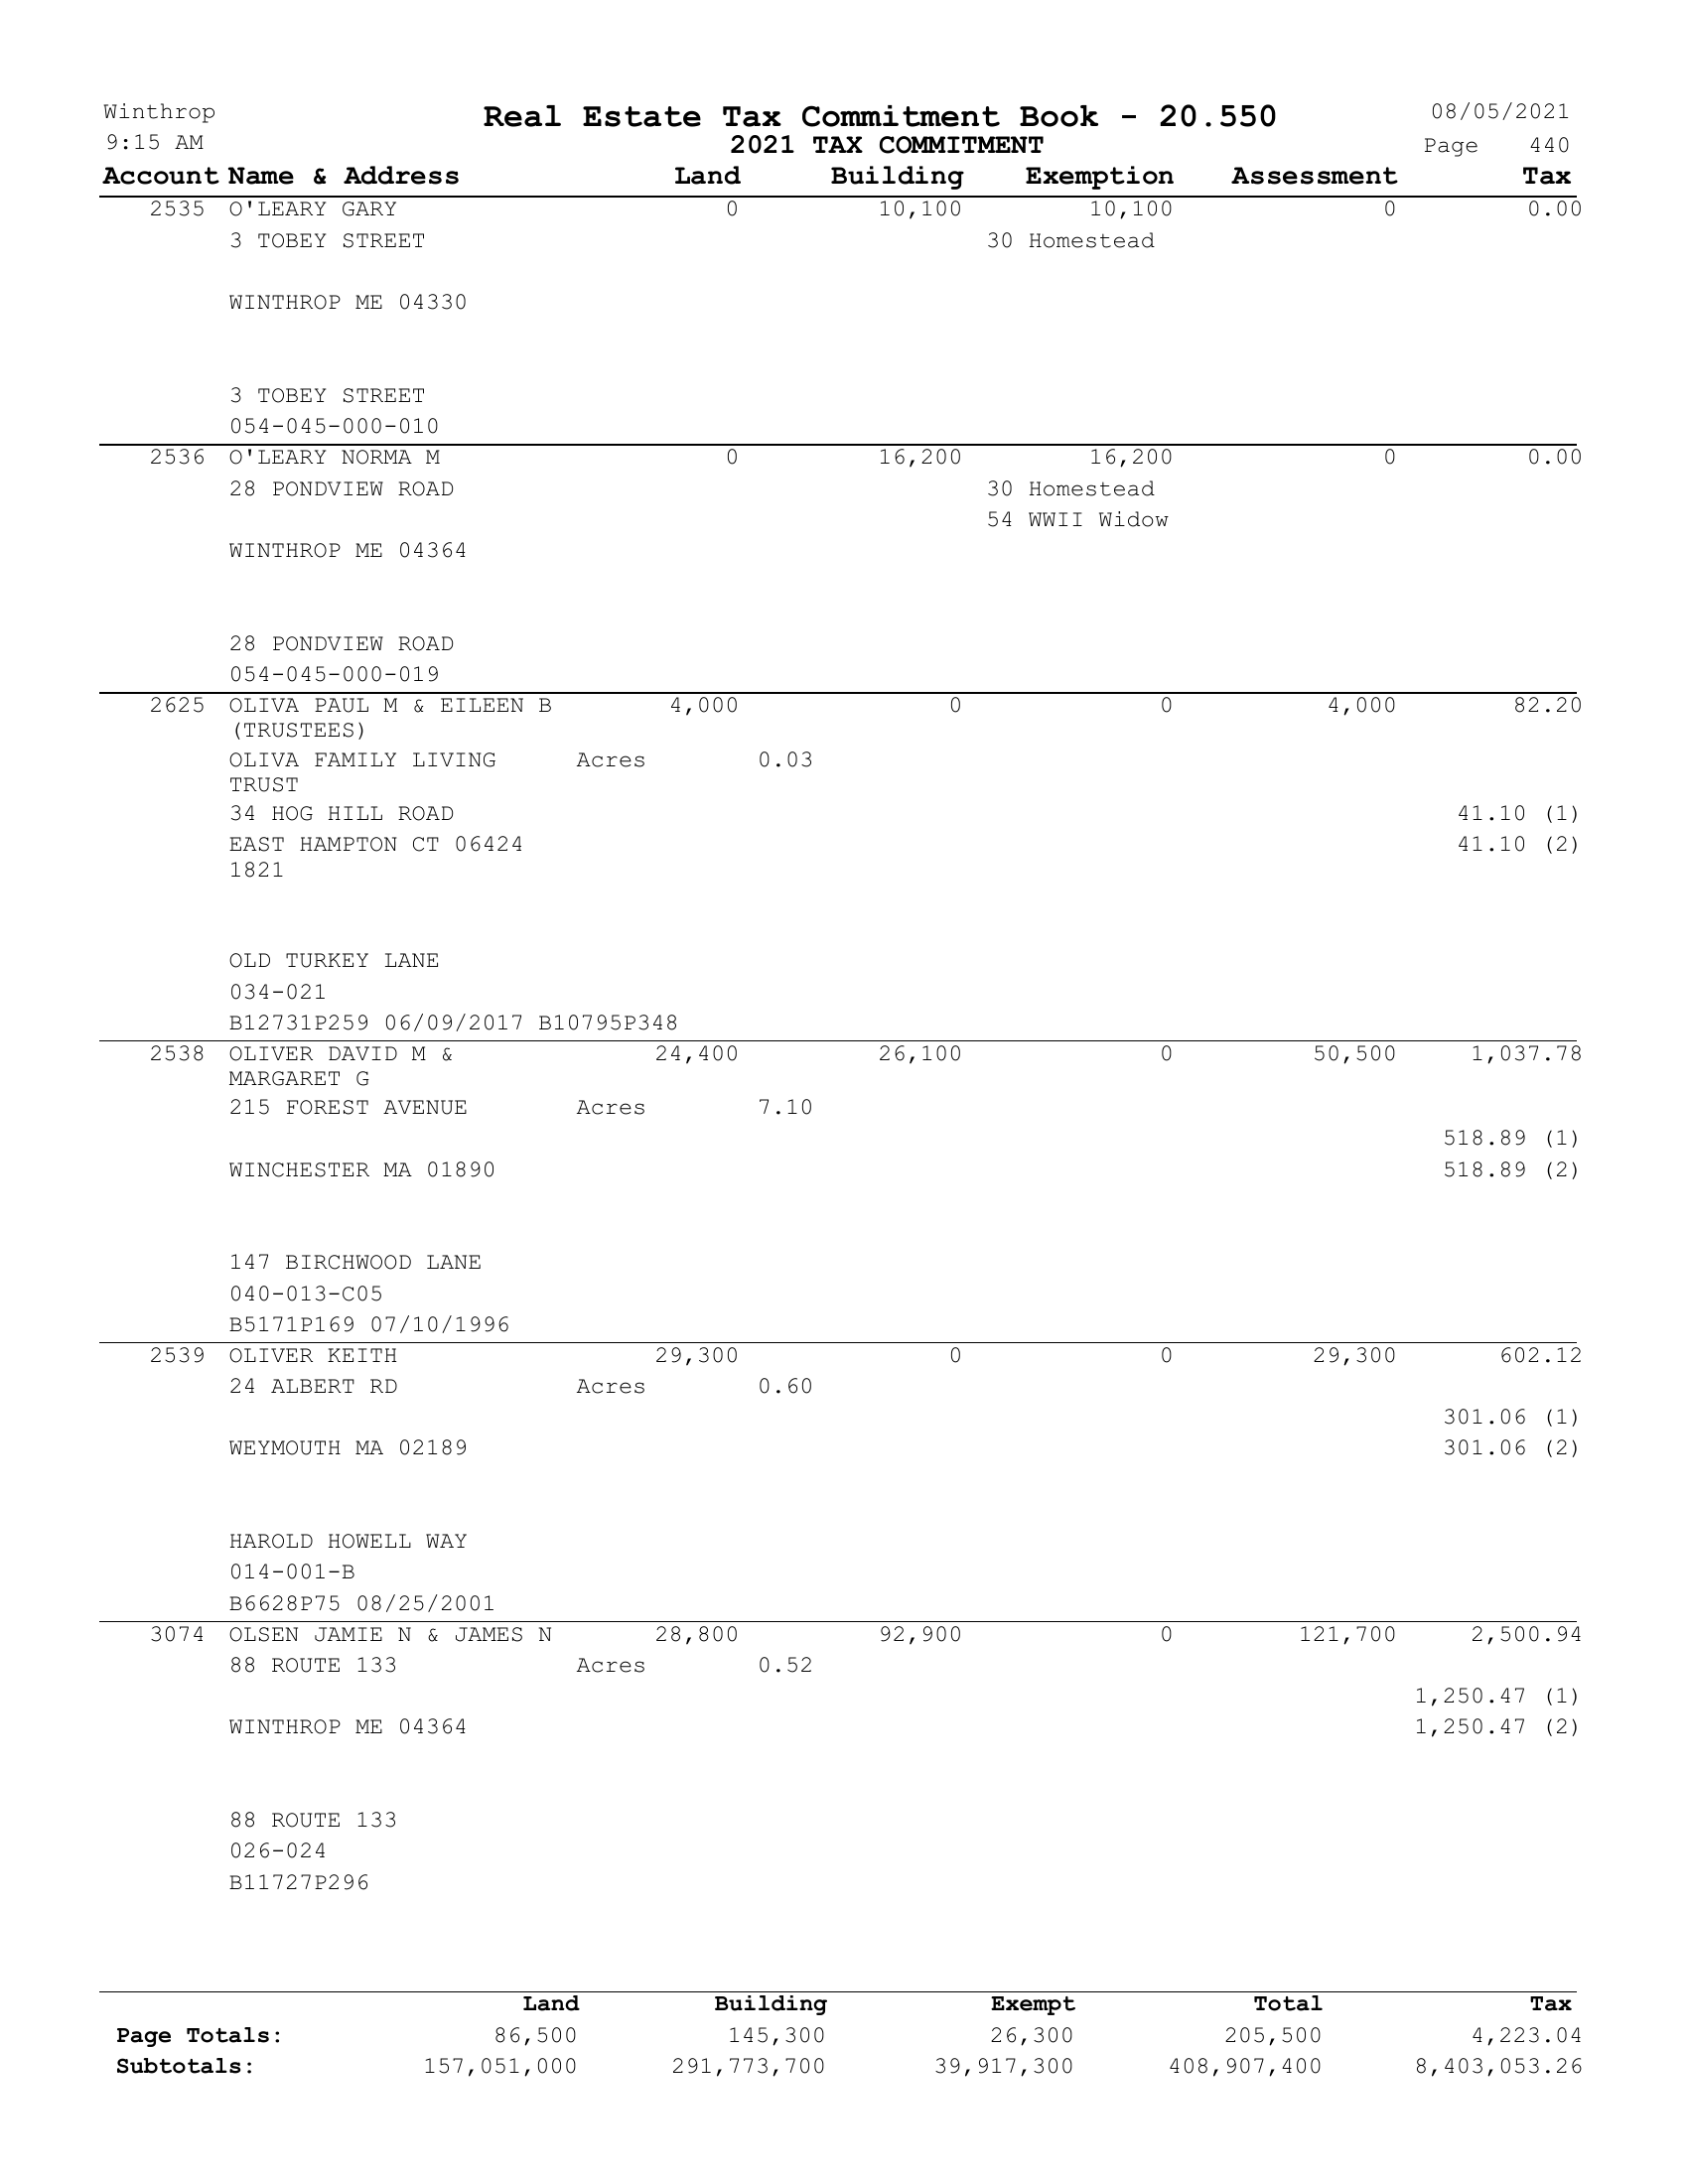 Winthrop Real Estate Tax Commitment Book - 20.550 08/05/2021
9:15 AM 2021 TAX COMMITMENT Page 440
Account Name & Address Land Building Exemption Assessment Tax
2535 O'LEARY GARY 0 10,100 10,100 0 0.00
3 TOBEY STREET 30 Homestead
WINTHROP ME 04330
3 TOBEY STREET
054-045-000-010
2536 O'LEARY NORMA M 0 16,200 16,200 0 0.00
28 PONDVIEW ROAD 30 Homestead
54 WWII Widow
WINTHROP ME 04364
28 PONDVIEW ROAD
054-045-000-019
2625 OLIVA PAUL M & EILEEN B 4,000 0 0 4,000 82.20
(TRUSTEES)
OLIVA FAMILY LIVING Acres 0.03
TRUST
34 HOG HILL ROAD 41.10 (1)
EAST HAMPTON CT 06424 41.10 (2)
1821
OLD TURKEY LANE
034-021
B12731P259 06/09/2017 B10795P348
2538 OLIVER DAVID M & 24,400 26,100 0 50,500 1,037.78
MARGARET G
215 FOREST AVENUE Acres 7.10
518.89 (1)
WINCHESTER MA 01890 518.89 (2)
147 BIRCHWOOD LANE
040-013-C05
B5171P169 07/10/1996
2539 OLIVER KEITH 29,300 0 0 29,300 602.12
24 ALBERT RD Acres 0.60
301.06 (1)
WEYMOUTH MA 02189 301.06 (2)
HAROLD HOWELL WAY
014-001-B
B6628P75 08/25/2001
3074 OLSEN JAMIE N & JAMES N 28,800 92,900 0 121,700 2,500.94
88 ROUTE 133 Acres 0.52
1,250.47 (1)
WINTHROP ME 04364 1,250.47 (2)
88 ROUTE 133
026-024
B11727P296
Land Building Exempt Total Tax
Page Totals: 86,500 145,300 26,300 205,500 4,223.04
Subtotals: 157,051,000 291,773,700 39,917,300 408,907,400 8,403,053.26